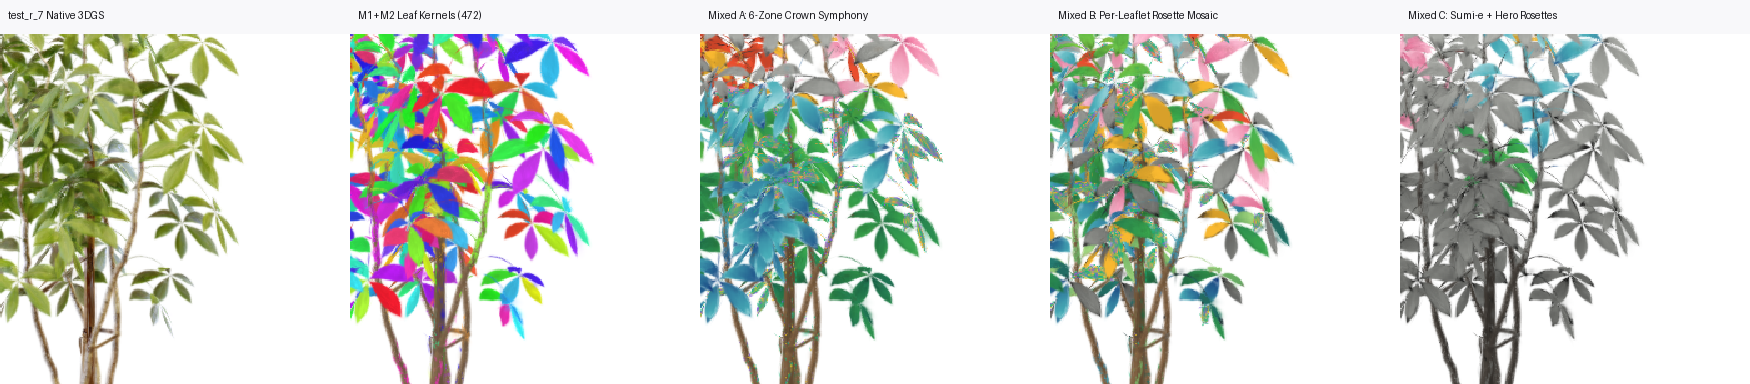 test_r_7 Native 3DGS
M1+M2 Leaf Kernels (472)
Mixed A: 6-Zone Crown Symphony
Mixed B: Per-Leaflet Rosette Mosaic
Mixed C: Sumi-e + Hero Rosettes